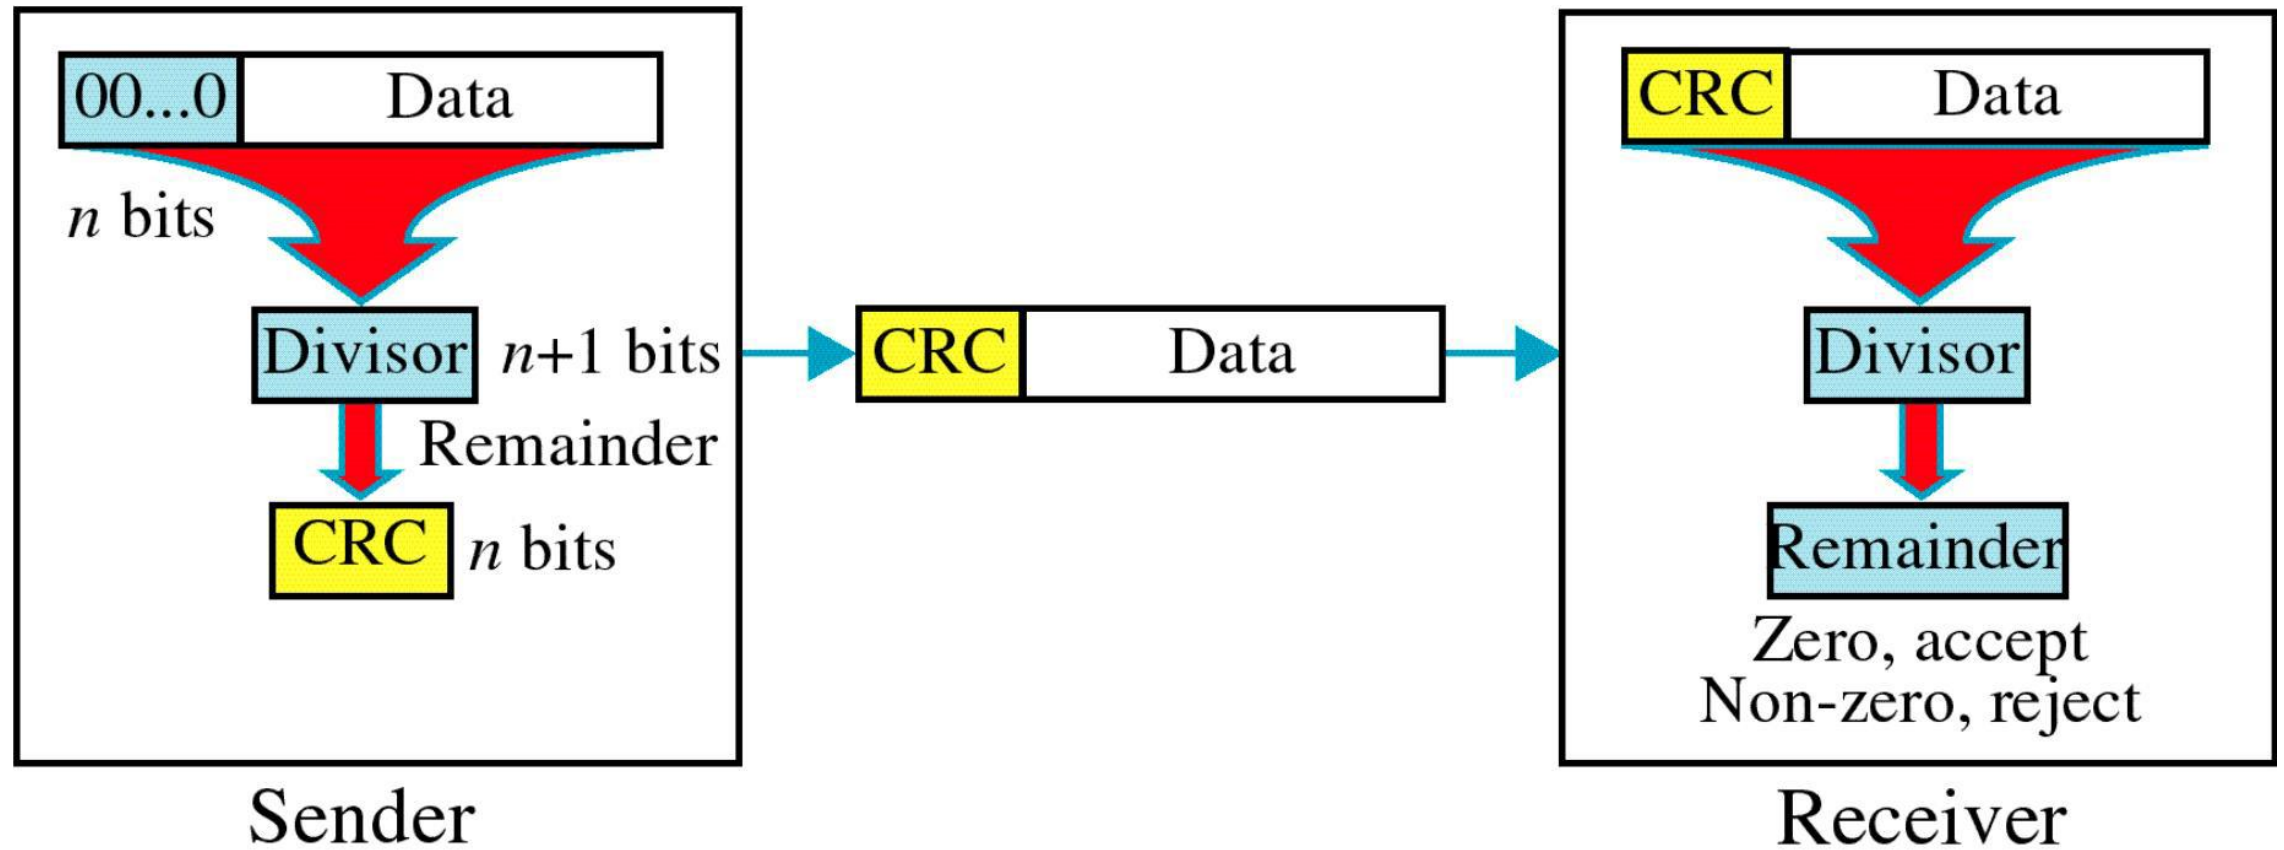 00...0 Data
n bits
Divisor n+1 bits
Remainder
CRC n bits
Sender
CRC Data
CRC Data
Divisor
Remainder
Zero, accept
Non-zero, reject
Receiver